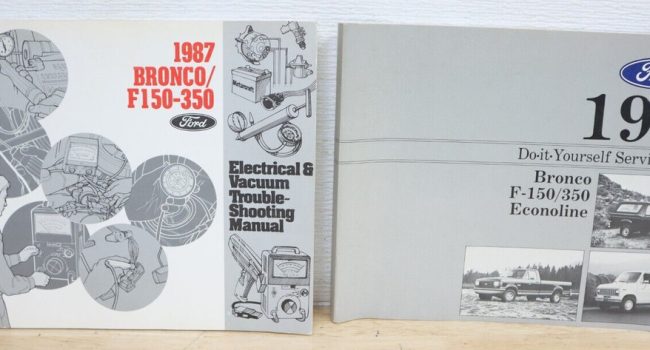 1987
BRONCO/
F150-350
Ford
Electrical &
Vacuum
Trouble-
Shooting
Manual
19
Do-it-Yourself Servi
Bronco
F-150/350
Econoline